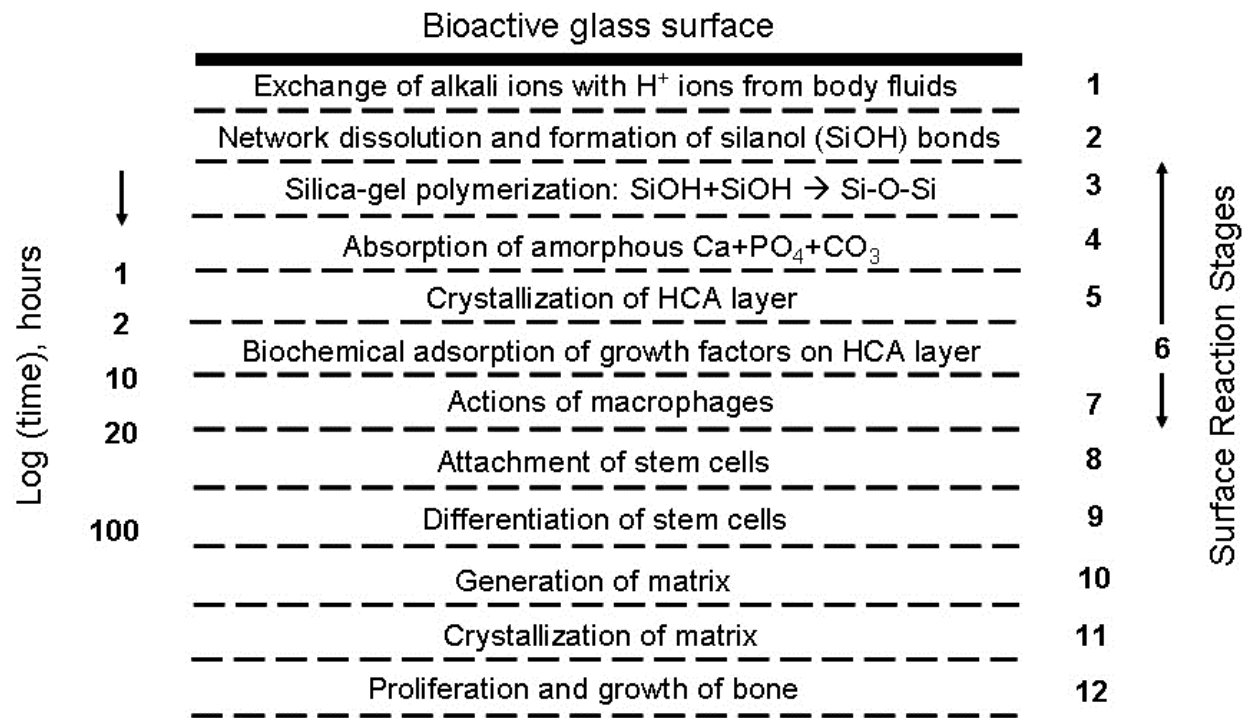 Bioactive glass surface
Exchange of alkali ions with H⁺ ions from body fluids 1
Network dissolution and formation of silanol (SiOH) bonds 2
Silica-gel polymerization: SiOH+SiOH → Si-O-Si 3
Absorption of amorphous Ca+PO₄+CO₃ 4
1
Crystallization of HCA layer 5
2
Biochemical adsorption of growth factors on HCA layer 6
10
Actions of macrophages 7
20
Attachment of stem cells 8
Differentiation of stem cells 9
100
Generation of matrix 10
Crystallization of matrix 11
Proliferation and growth of bone 12
Log (time), hours
Surface Reaction Stages